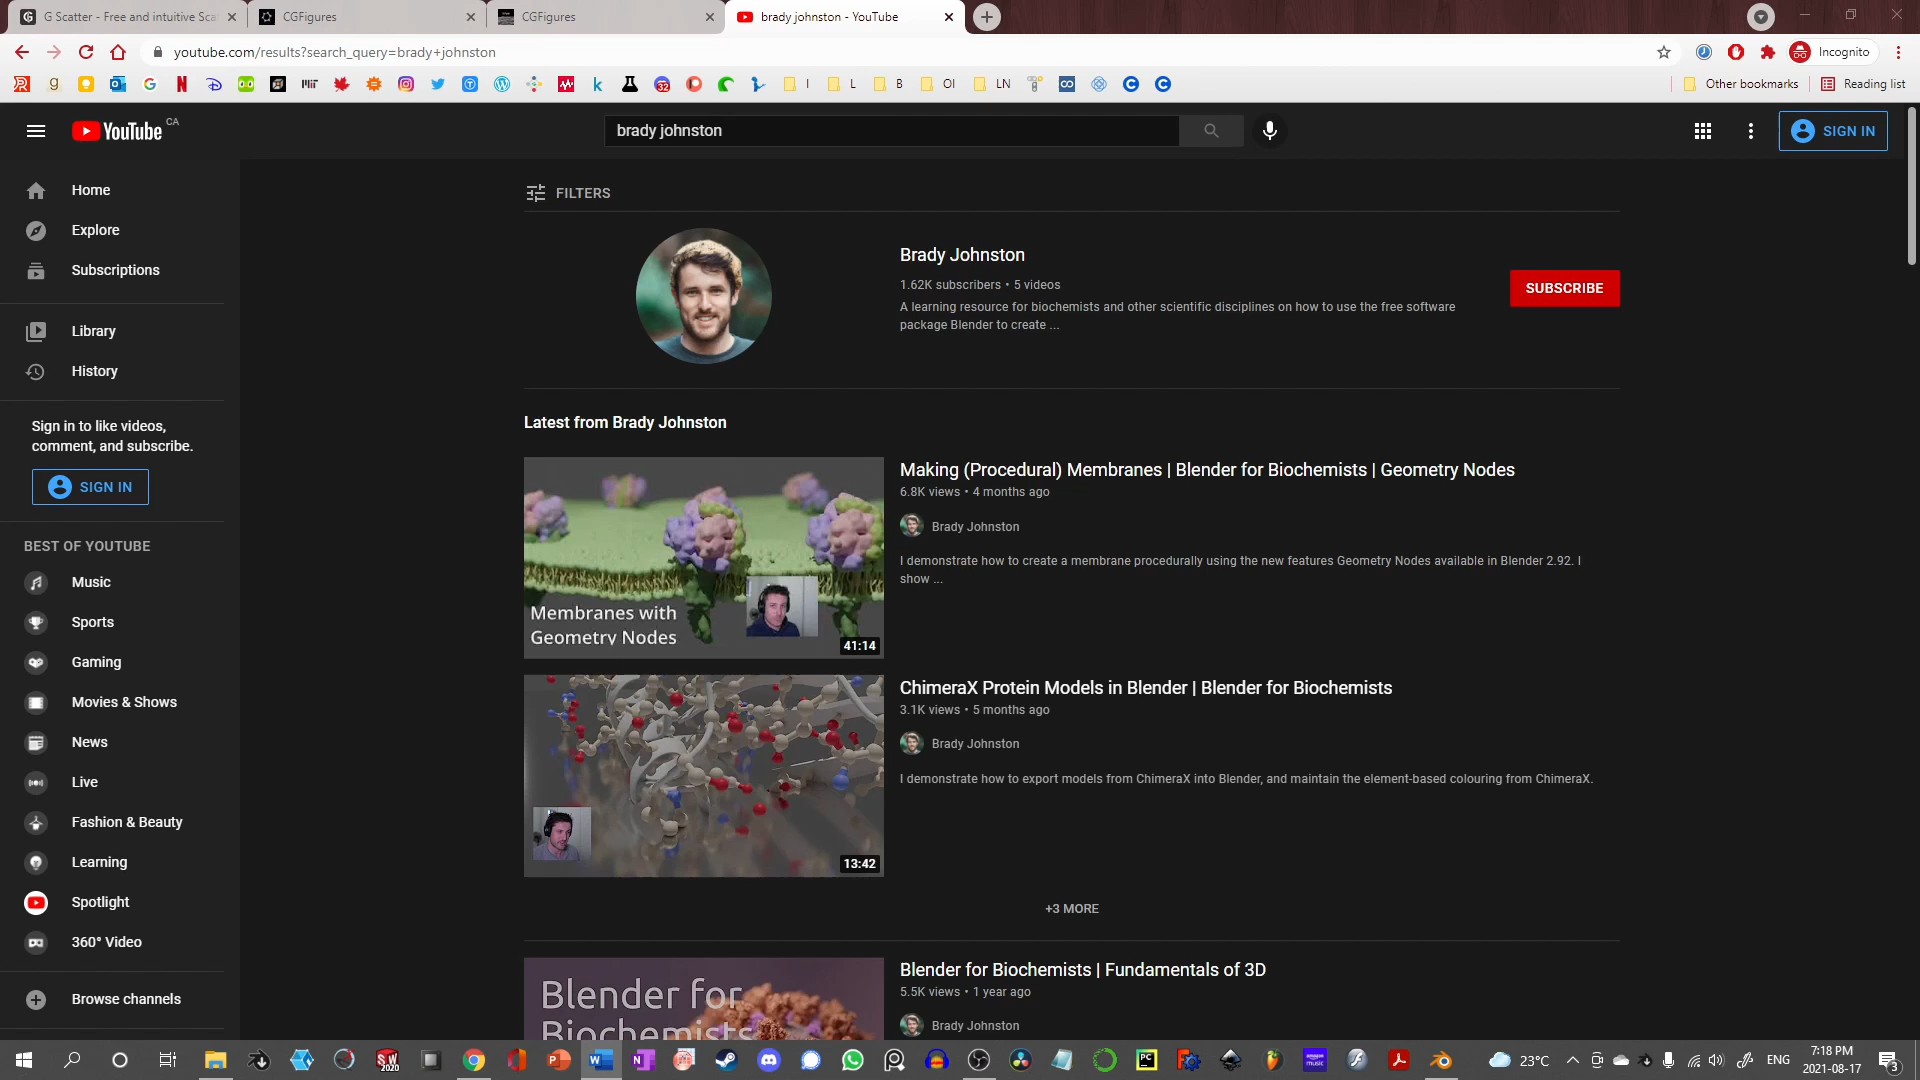 G Scatter - Free and intuitive Sca
CGFigures
CGFigures
brady johnston - YouTube
youtube.com/results?search_query=brady+johnston
Incognito
I
L
B
OI
LN
Other bookmarks
Reading list
YouTube CA
brady johnston
SIGN IN
Home
Explore
Subscriptions
Library
History
Sign in to like videos,
comment, and subscribe.
SIGN IN
BEST OF YOUTUBE
Music
Sports
Gaming
Movies & Shows
News
Live
Fashion & Beauty
Learning
Spotlight
360° Video
Browse channels
FILTERS
Brady Johnston
1.62K subscribers • 5 videos
A learning resource for biochemists and other scientific disciplines on how to use the free software
package Blender to create ...
SUBSCRIBE
Latest from Brady Johnston
Membranes with
Geometry Nodes
41:14
Making (Procedural) Membranes | Blender for Biochemists | Geometry Nodes
6.8K views • 4 months ago
Brady Johnston
I demonstrate how to create a membrane procedurally using the new features Geometry Nodes available in Blender 2.92. I
show ...
13:42
ChimeraX Protein Models in Blender | Blender for Biochemists
3.1K views • 5 months ago
Brady Johnston
I demonstrate how to export models from ChimeraX into Blender, and maintain the element-based colouring from ChimeraX.
+3 MORE
Blender for
Biochemists
Blender for Biochemists | Fundamentals of 3D
5.5K views • 1 year ago
Brady Johnston
23°C
ENG
7:18 PM
2021-08-17
3